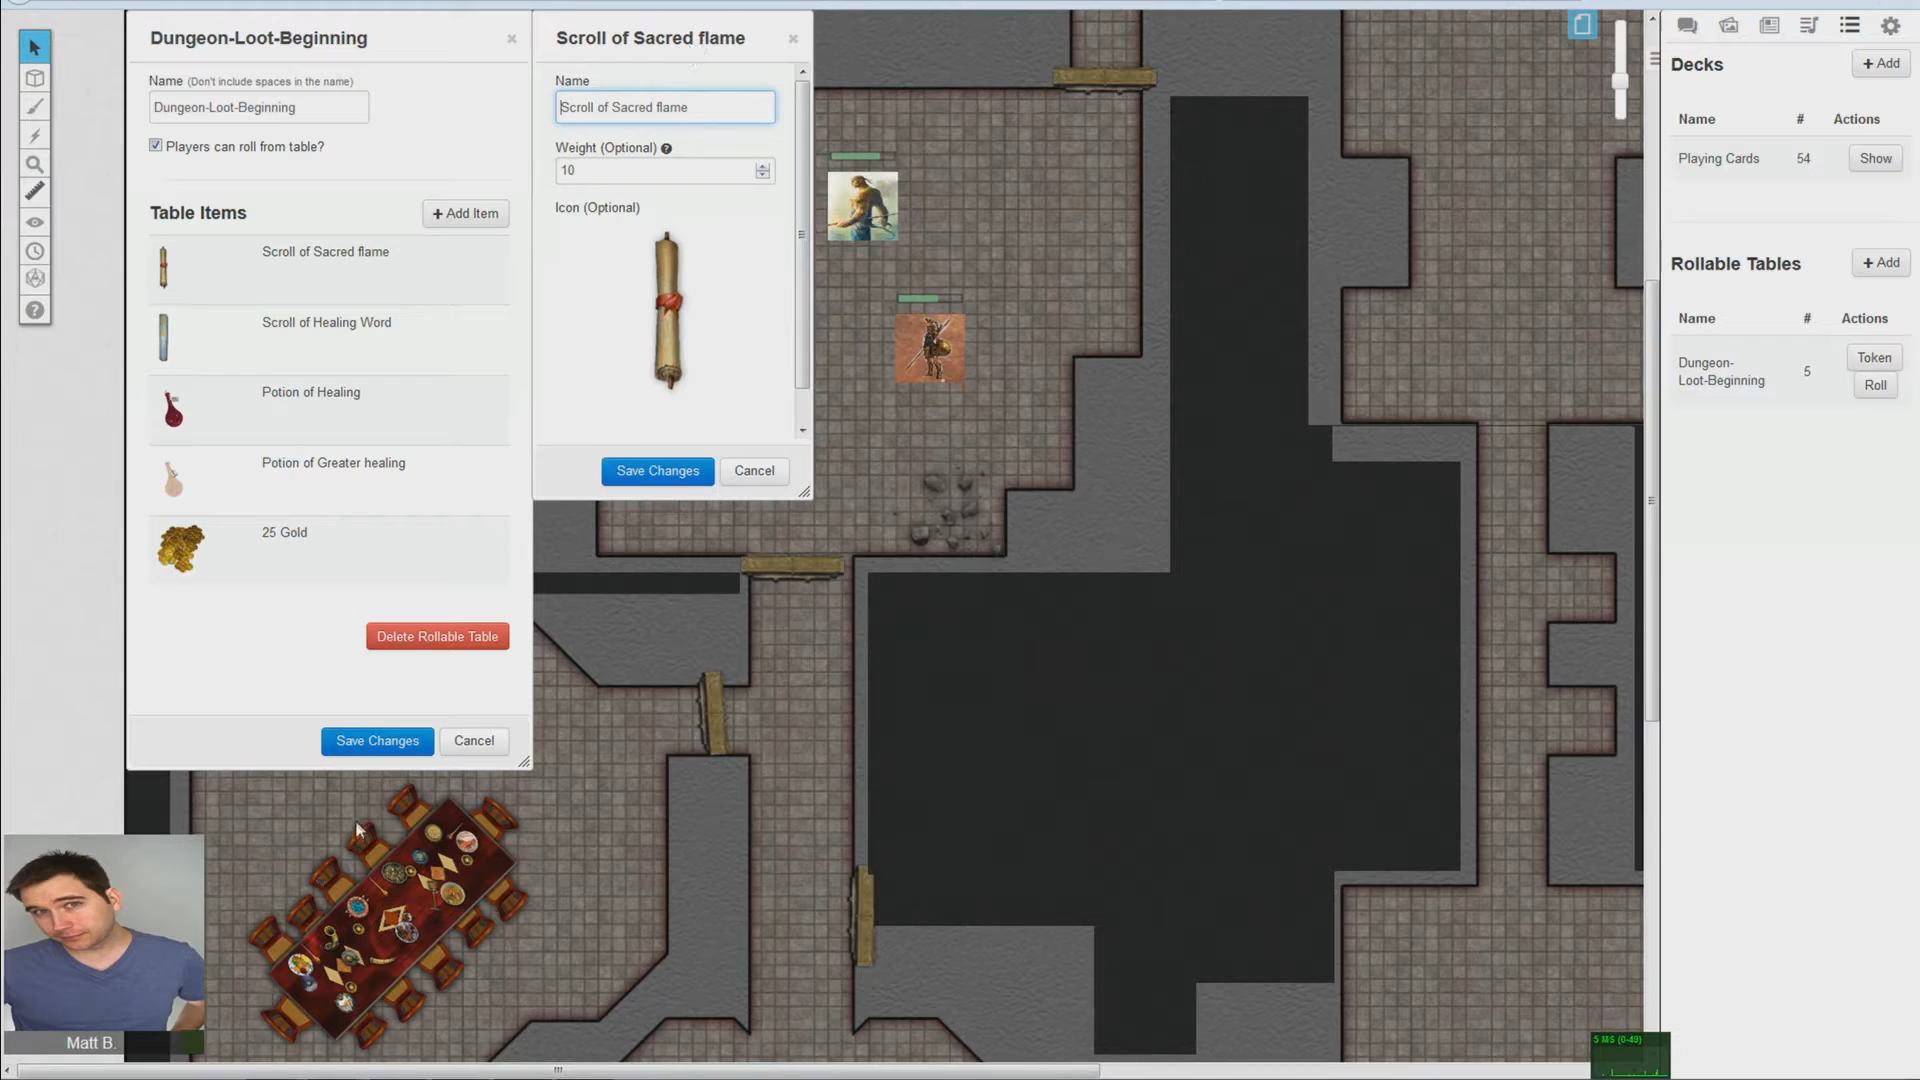 Dungeon-Loot-Beginning
Name (Don't include spaces in the name)
Dungeon-Loot-Beginning
Players can roll from table?
Table Items
+ Add Item
Scroll of Sacred flame
Scroll of Healing Word
Potion of Healing
Potion of Greater healing
25 Gold
Delete Rollable Table
Save Changes
Cancel
Scroll of Sacred flame
Name
Scroll of Sacred flame
Weight (Optional)
10
Icon (Optional)
Save Changes
Cancel
Decks
+ Add
Name # Actions
Playing Cards 54 Show
Rollable Tables
+ Add
Name # Actions
Dungeon-
Loot-Beginning
5
Token
Roll
Matt B.
5 MS (0-49)